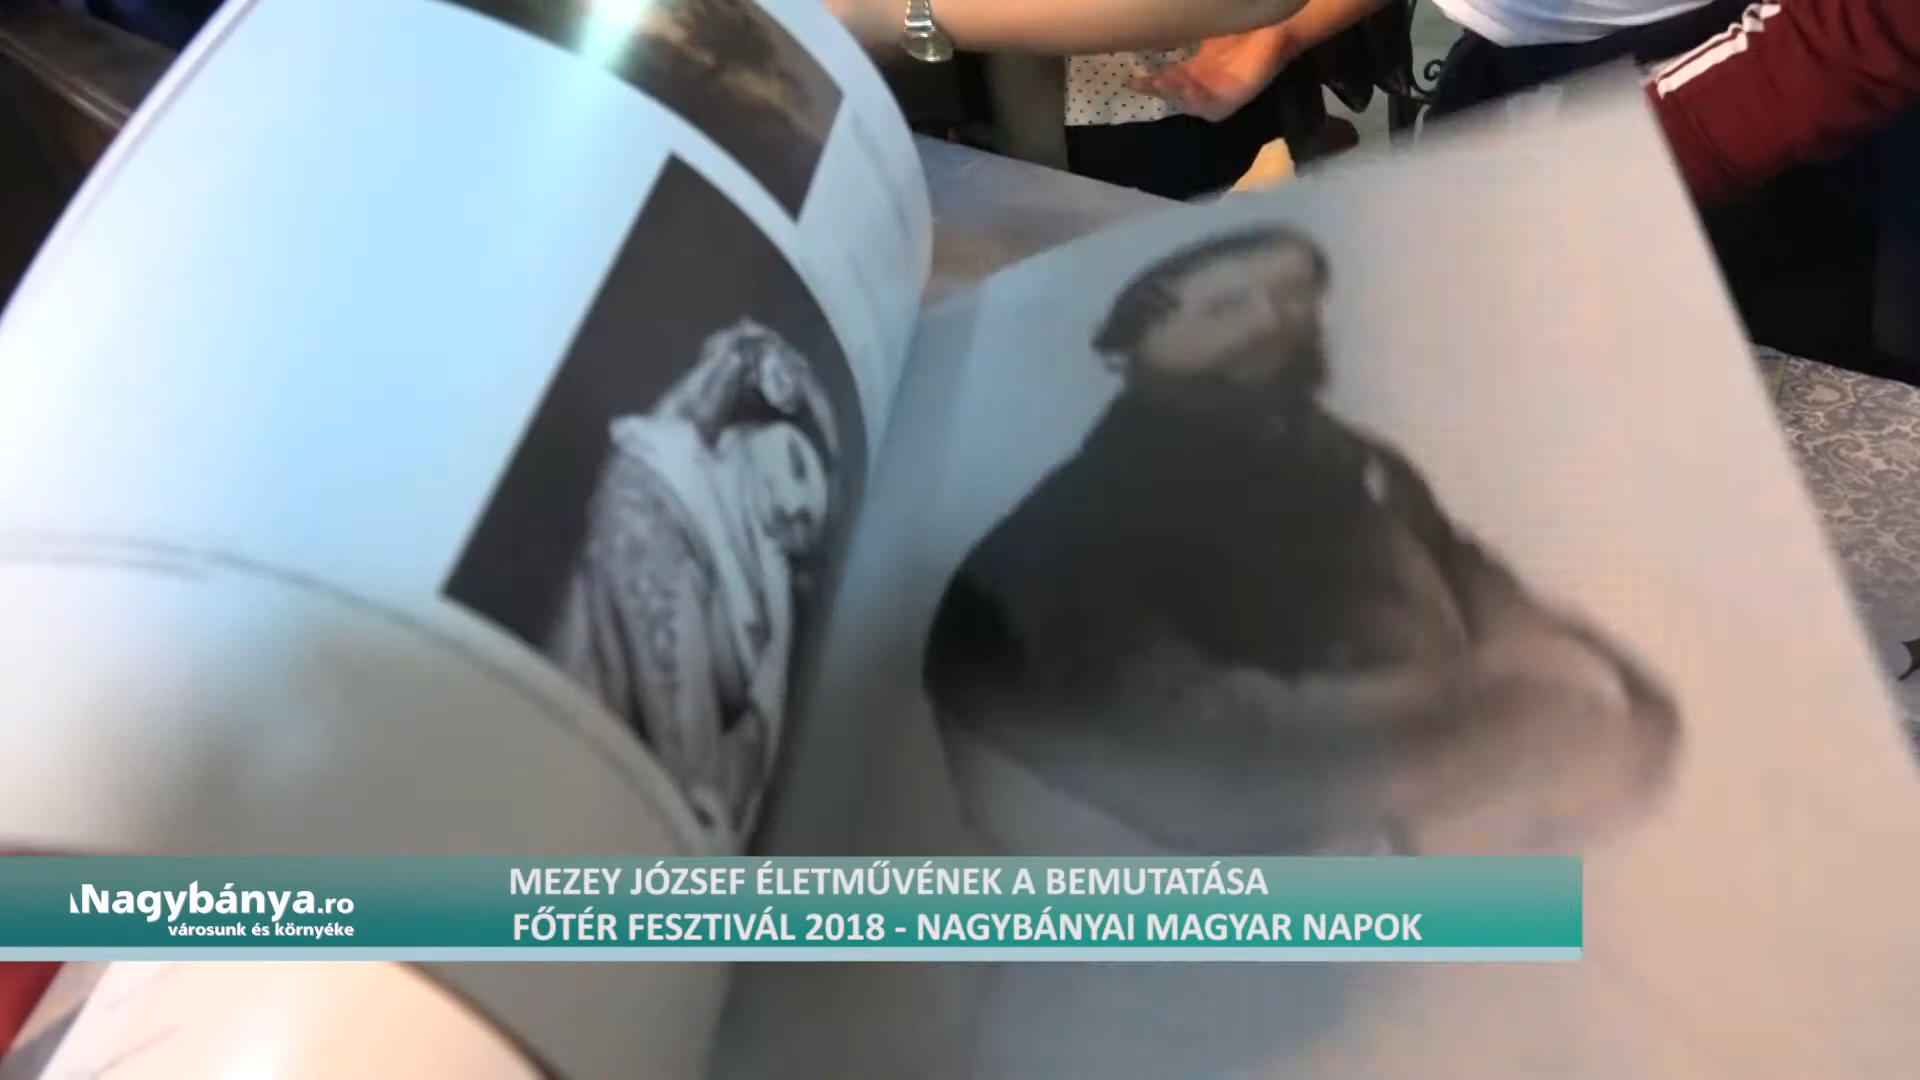 Nagybánya.ro
városunk és környéke
MEZEY JÓZSEF ÉLETMŰVÉNEK A BEMUTATÁSA
FŐTÉR FESZTIVÁL 2018 - NAGYBÁNYAI MAGYAR NAPOK